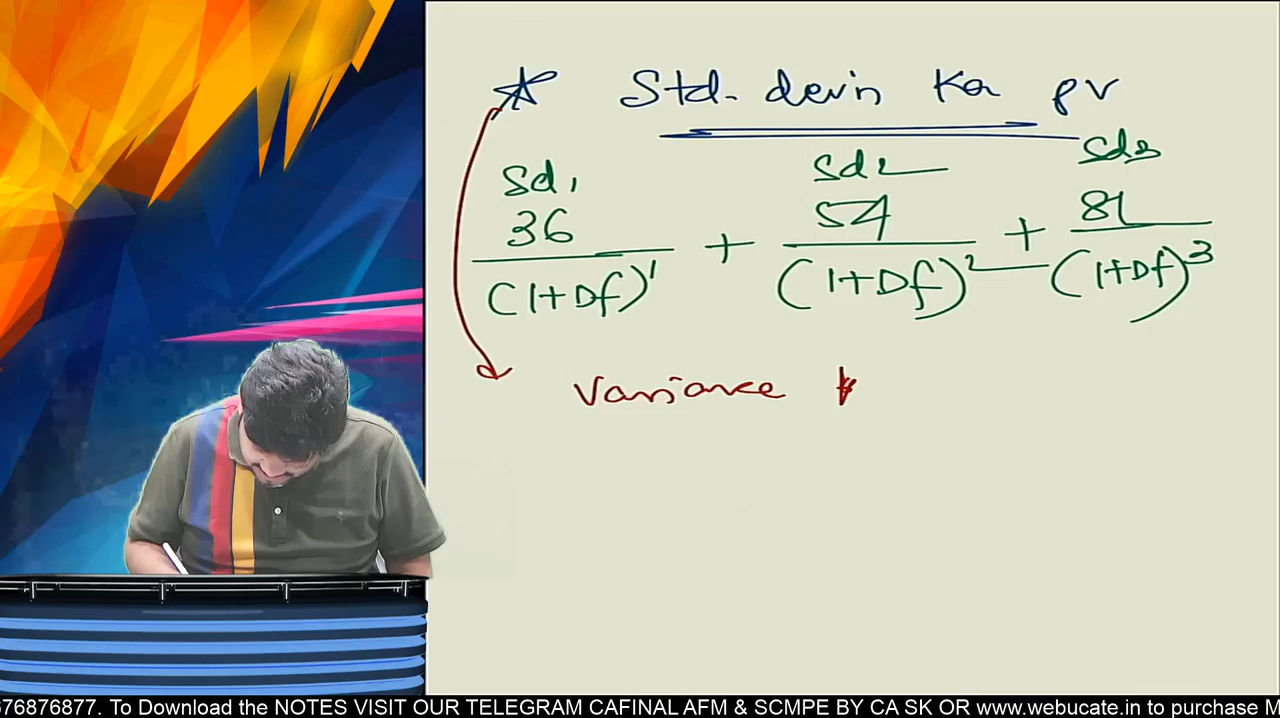 ☆ Std. devin Ka PV
Sd1 Sd2 Sd3
36 + 54 + 81
(1+Df)^1 (1+Df)^2 (1+Df)^3
Variance
676876877. To Download the NOTES VISIT OUR TELEGRAM CAFINAL AFM & SCMPE BY CA SK OR www.webucate.in to purchase M